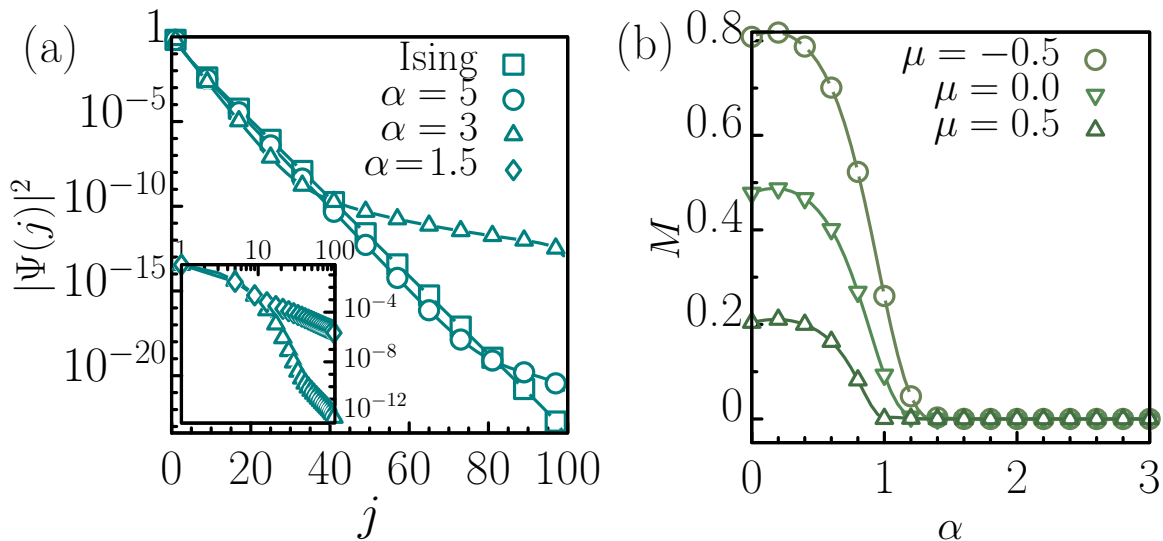 (a)
1
10⁻⁵
10⁻¹⁰
10⁻¹⁵
10⁻²⁰
|Ψ(j)|²
Ising
α = 5
α = 3
α = 1.5
1 10 100
10⁻⁴
10⁻⁸
10⁻¹²
0 20 40 60 80 100
j
(b)
0.8
0.8
0.4
0.2
0
M
μ = −0.5
μ = 0.0
μ = 0.5
0 1 2 3
α